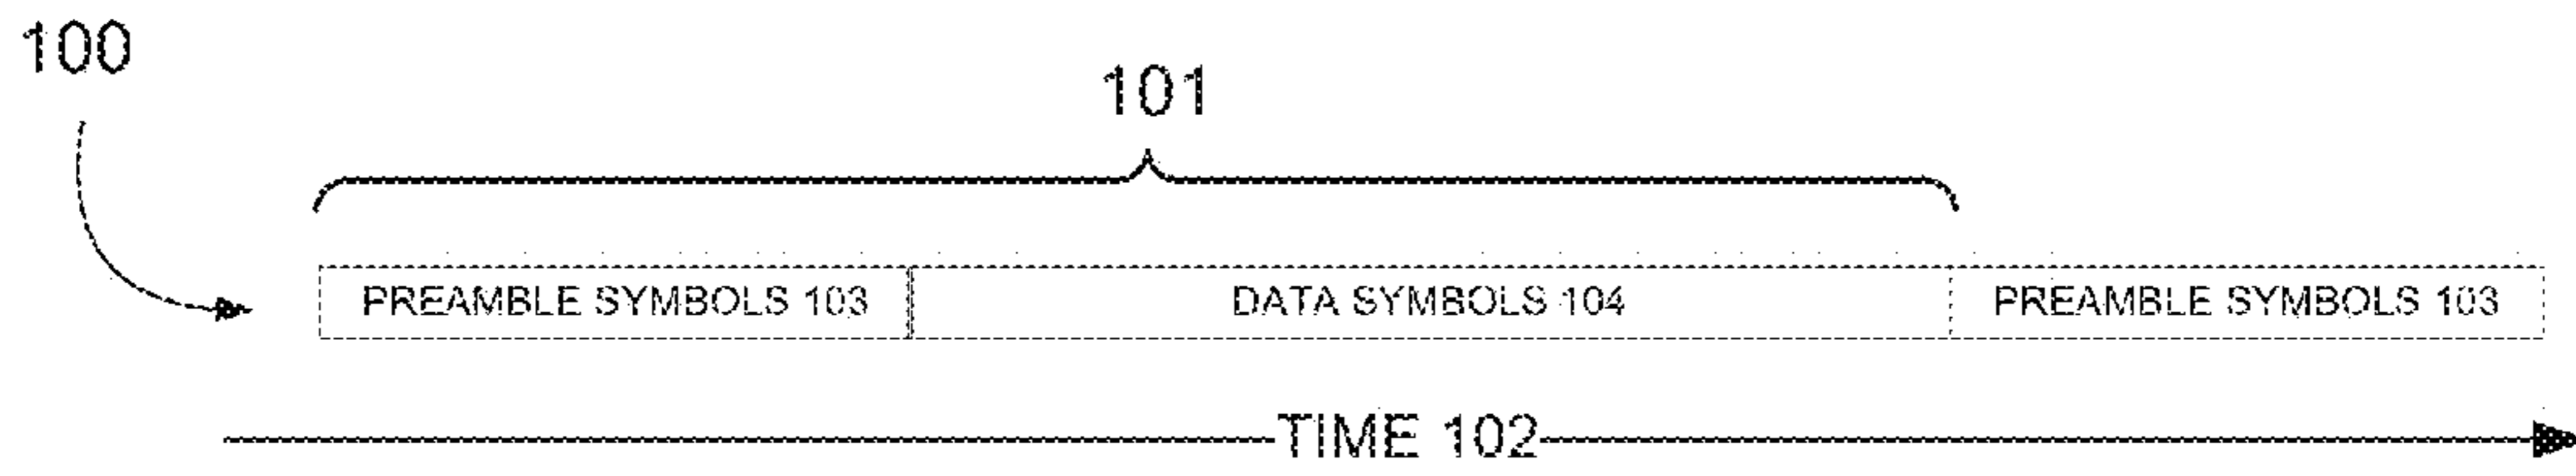 100
101
PREAMBLE SYMBOLS 103 DATA SYMBOLS 104 PREAMBLE SYMBOLS 103
TIME 102